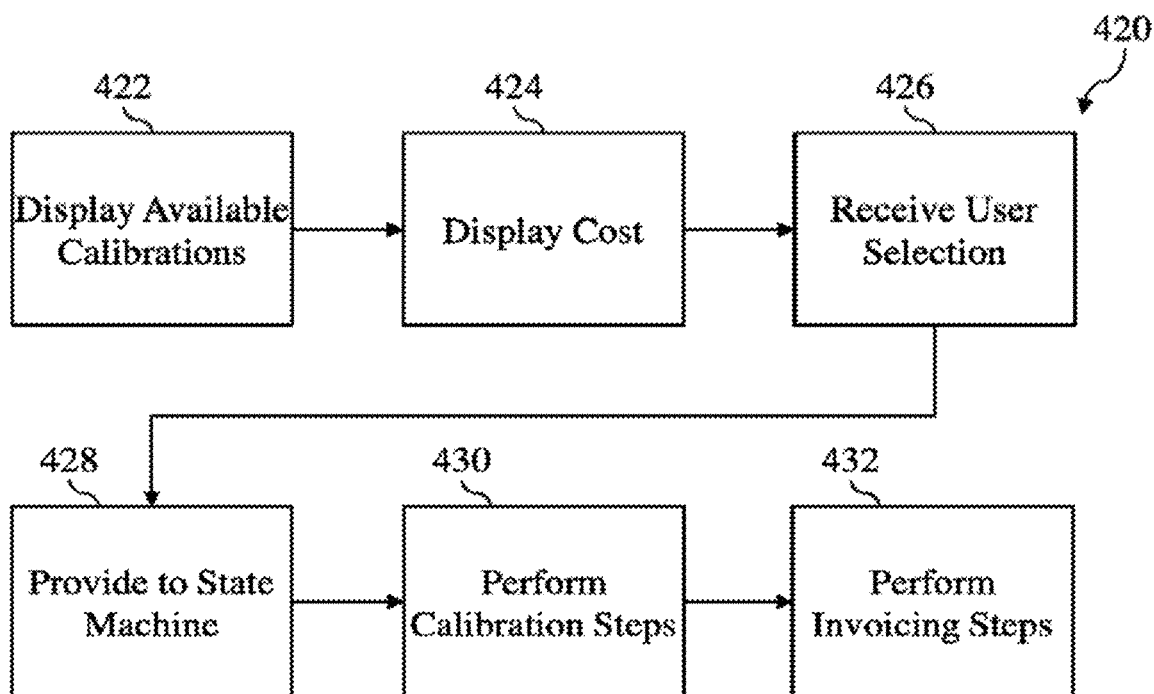 420
422
424
426
Display Available
Calibrations
Display Cost
Receive User
Selection
428
430
432
Provide to State
Machine
Perform
Calibration Steps
Perform
Invoicing Steps